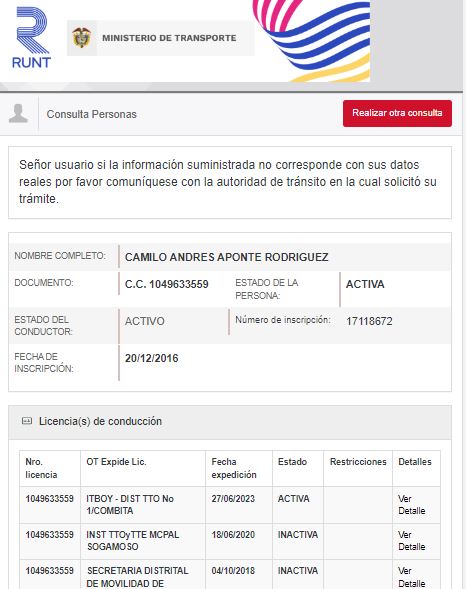 RUNT
MINISTERIO DE TRANSPORTE
Consulta Personas
Realizar otra consulta
Señor usuario si la información suministrada no corresponde con sus datos
reales por favor comuníquese con la autoridad de tránsito en la cual solicitó su
trámite.
NOMBRE COMPLETO: CAMILO ANDRES APONTE RODRIGUEZ
DOCUMENTO: C.C. 1049633559 ESTADO DE LA
PERSONA: ACTIVA
ESTADO DEL
CONDUCTOR: ACTIVO Número de inscripción: 17118672
FECHA DE
INSCRIPCIÓN: 20/12/2016
Licencia(s) de conducción
Nro.
licencia OT Expide Lic. Fecha
expedición Estado Restricciones Detalles
1049633559 ITBOY - DIST TTO No
1/COMBITA 27/06/2023 ACTIVA Ver
Detalle
1049633559 INST TTOyTTE MCPAL
SOGAMOSO 18/06/2020 INACTIVA Ver
Detalle
1049633559 SECRETARIA DISTRITAL
DE MOVILIDAD DE 04/10/2018 INACTIVA Ver
Detalle